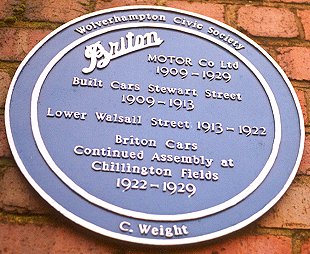 Wolverhampton Civic Society
Briton
MOTOR Co Ltd
1909-1929
Built Cars Stewart Street
1909-1913
Lower Walsall Street 1913-1922
Briton Cars
Continued Assembly at
Chillington Fields
1922-1929
C. Weight